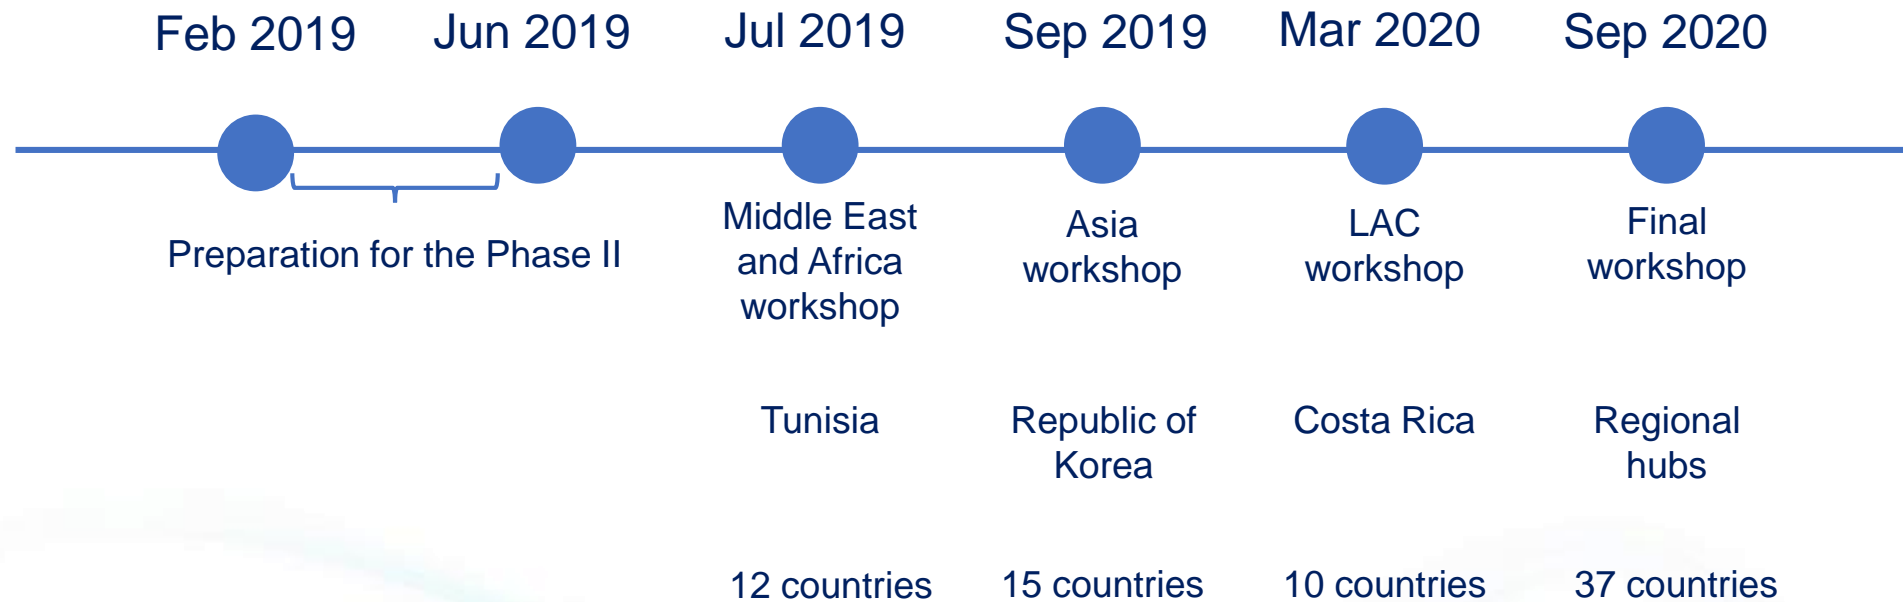 Feb 2019
Jun 2019
Jul 2019
Sep 2019
Mar 2020
Sep 2020
Preparation for the Phase II
Middle East
and Africa
workshop
Asia
workshop
LAC
workshop
Final
workshop
Tunisia
Republic of
Korea
Costa Rica
Regional
hubs
12 countries
15 countries
10 countries
37 countries